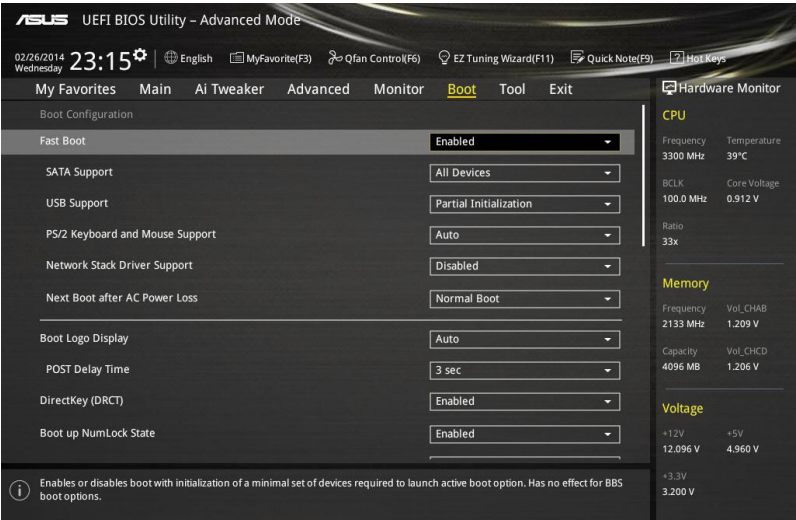 ASUS UEFI BIOS Utility – Advanced Mode
02/26/2014
Wednesday
23:15
English
MyFavorite(F3)
Qfan Control(F6)
EZ Tuning Wizard(F11)
Quick Note(F9)
? Hot Keys
My Favorites
Main
Ai Tweaker
Advanced
Monitor
Boot
Tool
Exit
Boot Configuration
Fast Boot Enabled
SATA Support All Devices
USB Support Partial Initialization
PS/2 Keyboard and Mouse Support Auto
Network Stack Driver Support Disabled
Next Boot after AC Power Loss Normal Boot
Boot Logo Display Auto
POST Delay Time 3 sec
DirectKey (DRCT) Enabled
Boot up NumLock State Enabled
i
Enables or disables boot with initialization of a minimal set of devices required to launch active boot option. Has no effect for BBS
boot options.
Hardware Monitor
CPU
Frequency Temperature
3300 MHz 39°C
BCLK Core Voltage
100.0 MHz 0.912 V
Ratio
33x
Memory
Frequency Vol_CHAB
2133 MHz 1.209 V
Capacity Vol_CHCD
4096 MB 1.206 V
Voltage
+12V +5V
12.096 V 4.960 V
+3.3V
3.200 V